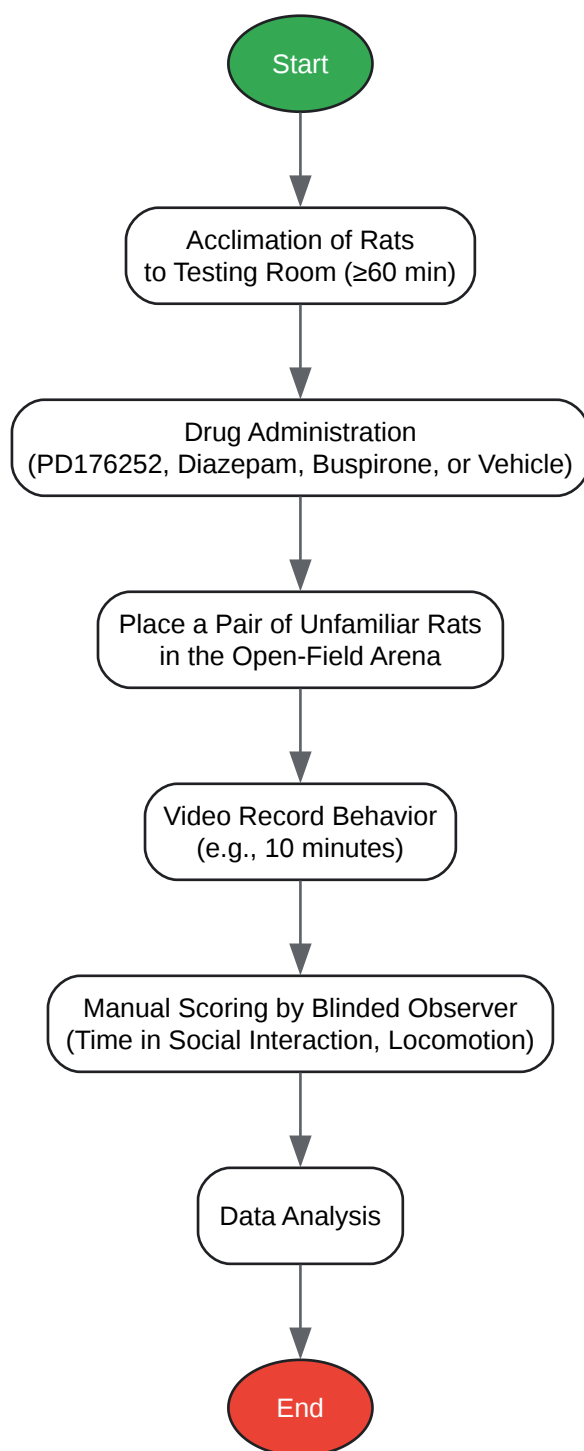 Start
Acclimation of Rats
to Testing Room (≥60 min)
Drug Administration
(PD176252, Diazepam, Buspirone, or Vehicle)
Place a Pair of Unfamiliar Rats
in the Open-Field Arena
Video Record Behavior
(e.g., 10 minutes)
Manual Scoring by Blinded Observer
(Time in Social Interaction, Locomotion)
Data Analysis
End